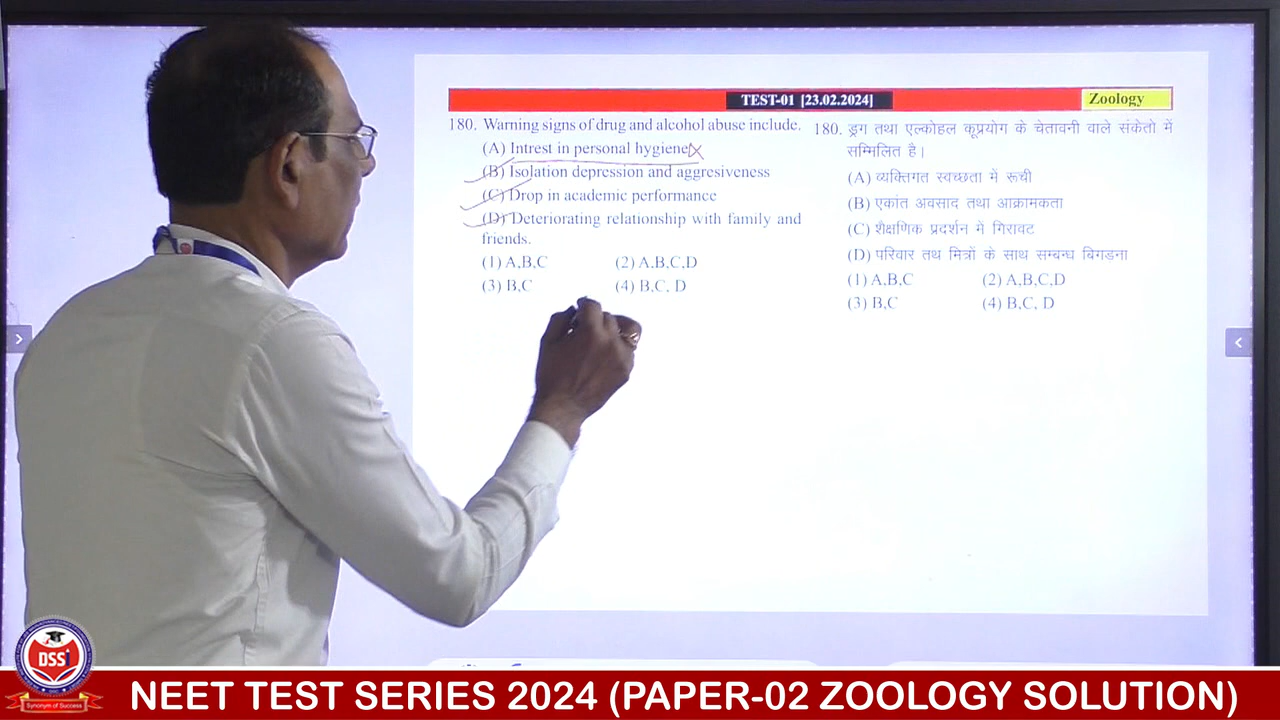 TEST-01 [23.02.2024]
Zoology
180. Warning signs of drug and alcohol abuse include.
(A) Intrest in personal hygiene
(B) Isolation depression and aggresiveness
(C) Drop in academic performance
(D) Deteriorating relationship with family and
friends.
(1) A,B,C (2) A,B,C,D
(3) B,C (4) B,C, D
180. ड्रग तथा एल्कोहल कूप्रयोग के चेतावनी वाले संकेतो में
सम्मिलित है।
(A) व्यक्तिगत स्वच्छता में रूची
(B) एकांत अवसाद तथा आक्रामकता
(C) शैक्षणिक प्रदर्शन में गिरावट
(D) परिवार तथ मित्रों के साथ सम्बन्ध बिगडना
(1) A,B,C (2) A,B,C,D
(3) B,C (4) B,C, D
DSSi
Synonym of Success
NEET TEST SERIES 2024 (PAPER-02 ZOOLOGY SOLUTION)